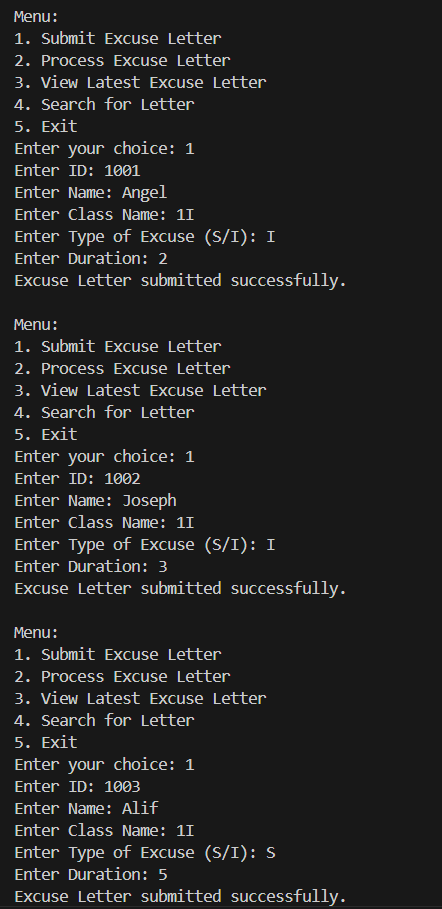 Menu:
1. Submit Excuse Letter
2. Process Excuse Letter
3. View Latest Excuse Letter
4. Search for Letter
5. Exit
Enter your choice: 1
Enter ID: 1001
Enter Name: Angel
Enter Class Name: 1I
Enter Type of Excuse (S/I): I
Enter Duration: 2
Excuse Letter submitted successfully.

Menu:
1. Submit Excuse Letter
2. Process Excuse Letter
3. View Latest Excuse Letter
4. Search for Letter
5. Exit
Enter your choice: 1
Enter ID: 1002
Enter Name: Joseph
Enter Class Name: 1I
Enter Type of Excuse (S/I): I
Enter Duration: 3
Excuse Letter submitted successfully.

Menu:
1. Submit Excuse Letter
2. Process Excuse Letter
3. View Latest Excuse Letter
4. Search for Letter
5. Exit
Enter your choice: 1
Enter ID: 1003
Enter Name: Alif
Enter Class Name: 1I
Enter Type of Excuse (S/I): S
Enter Duration: 5
Excuse Letter submitted successfully.